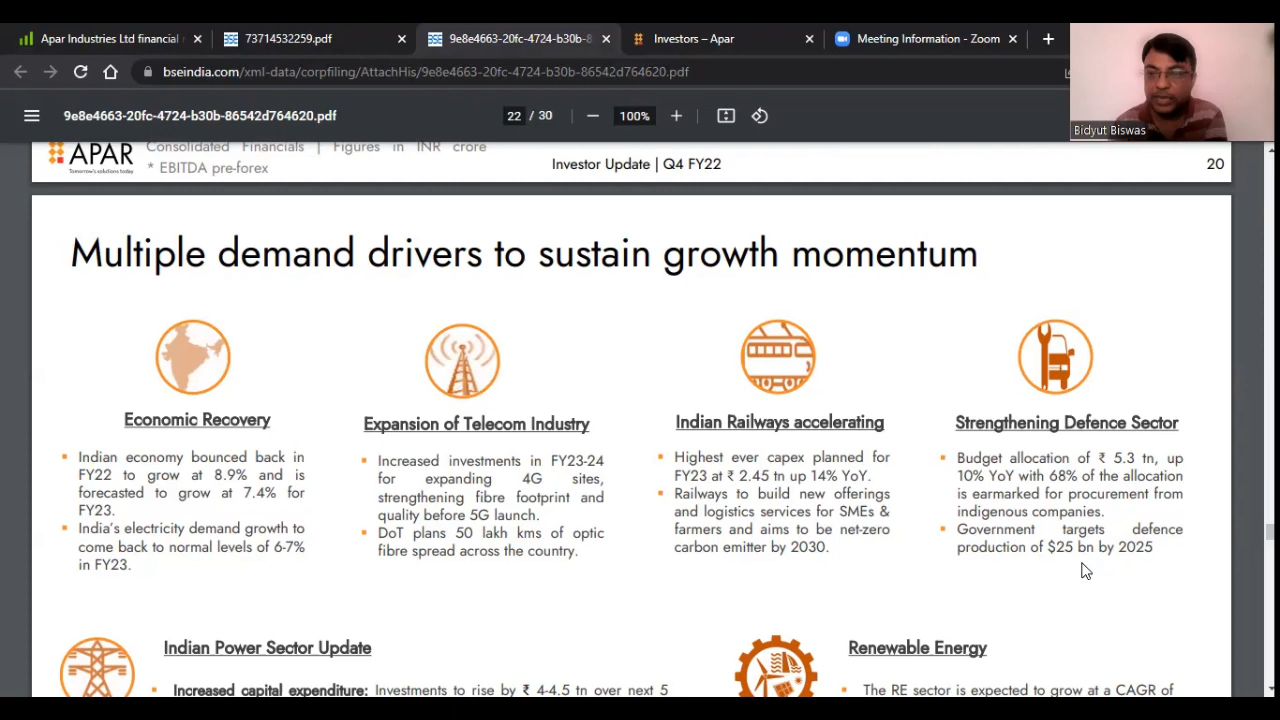 Apar Industries Ltd financial
73714532259.pdf
9e8e4663-20fc-4724-b30b-8
Investors – Apar
Meeting Information - Zoom
bseindia.com/xml-data/corpfiling/AttachHis/9e8e4663-20fc-4724-b30b-86542d764620.pdf
9e8e4663-20fc-4724-b30b-86542d764620.pdf
22 / 30
100%
Bidyut Biswas
APAR
Tomorrow's solutions today
Consolidated Financials | Figures in INR crore
* EBITDA pre-forex
Investor Update | Q4 FY22
20
Multiple demand drivers to sustain growth momentum
Economic Recovery
Indian economy bounced back in
FY22 to grow at 8.9% and is
forecasted to grow at 7.4% for
FY23.
India's electricity demand growth to
come back to normal levels of 6-7%
in FY23.
Expansion of Telecom Industry
Increased investments in FY23-24
for expanding 4G sites,
strengthening fibre footprint and
quality before 5G launch.
DoT plans 50 lakh kms of optic
fibre spread across the country.
Indian Railways accelerating
Highest ever capex planned for
FY23 at ₹ 2.45 tn up 14% YoY.
Railways to build new offerings
and logistics services for SMEs &
farmers and aims to be net-zero
carbon emitter by 2030.
Strengthening Defence Sector
Budget allocation of ₹ 5.3 tn, up
10% YoY with 68% of the allocation
is earmarked for procurement from
indigenous companies.
Government targets defence
production of $25 bn by 2025
Indian Power Sector Update
Increased capital expenditure: Investments to rise by ₹ 4-4.5 tn over next 5
Renewable Energy
The RE sector is expected to grow at a CAGR of